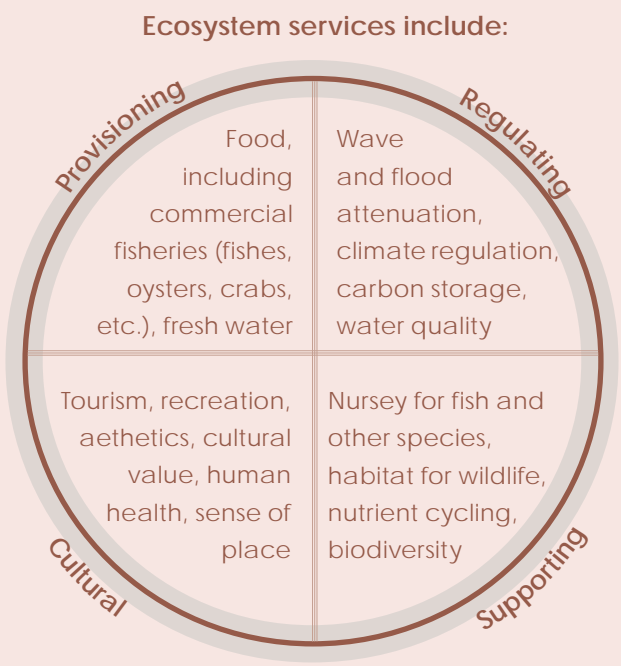 Ecosystem services include:
Provisioning
Food,
including
commercial
fisheries (fishes,
oysters, crabs,
etc.), fresh water
Regulating
Wave
and flood
attenuation,
climate regulation,
carbon storage,
water quality
Cultural
Tourism, recreation,
aethetics, cultural
value, human
health, sense of
place
Supporting
Nursey for fish and
other species,
habitat for wildlife,
nutrient cycling,
biodiversity